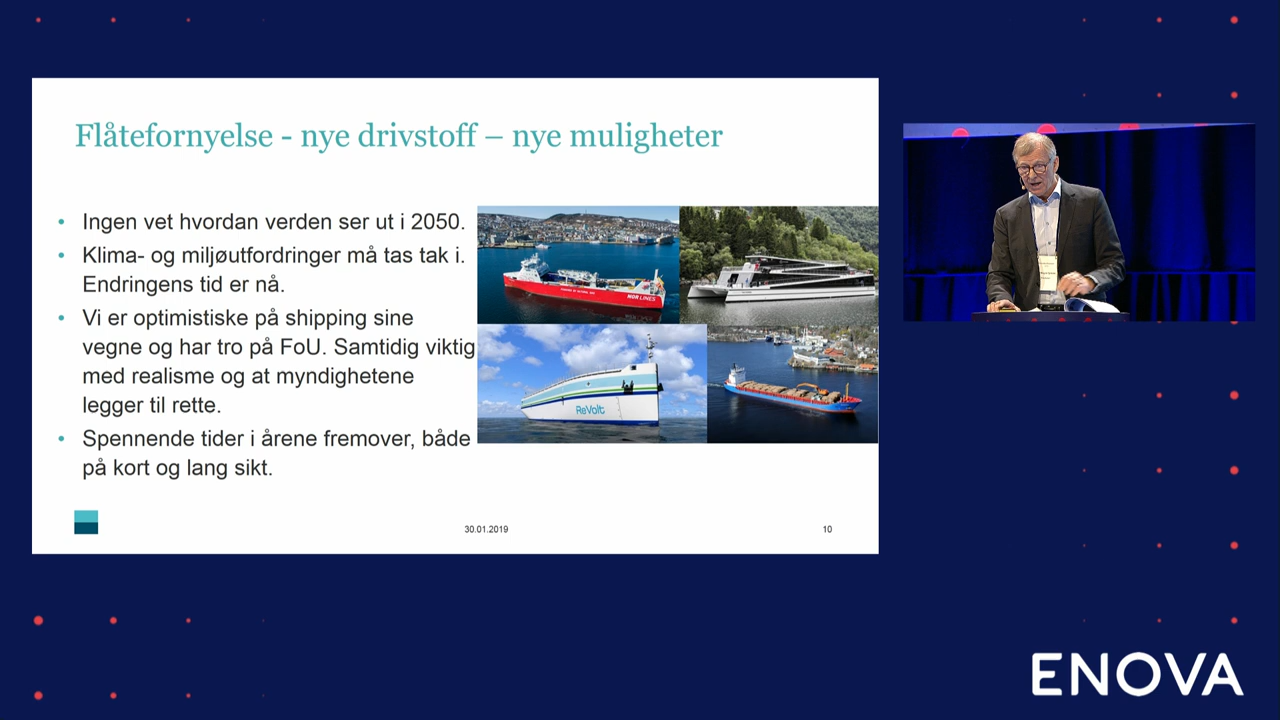 Flåtefornyelse - nye drivstoff – nye muligheter
• Ingen vet hvordan verden ser ut i 2050.
• Klima- og miljøutfordringer må tas tak i.
Endringens tid er nå.
• Vi er optimistiske på shipping sine
vegne og har tro på FoU. Samtidig viktig
med realisme og at myndighetene
legger til rette.
• Spennende tider i årene fremover, både
på kort og lang sikt.
NOR LINES
ReVolt
30.01.2019
10
ENOVA